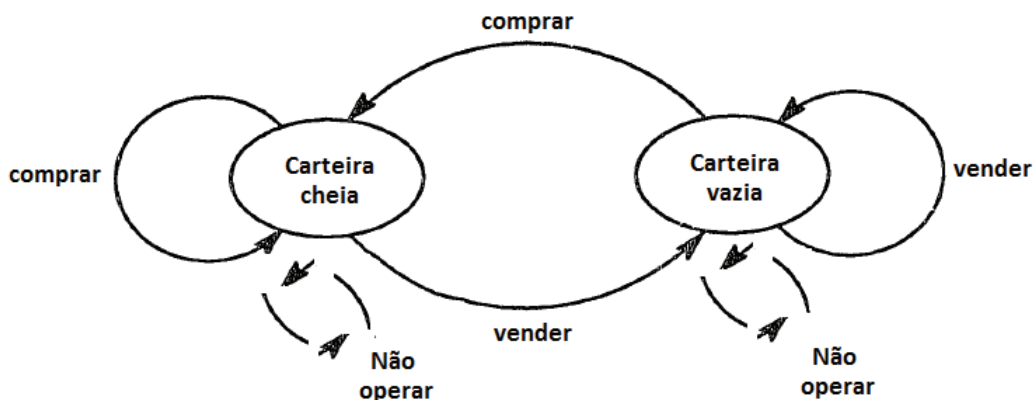 comprar
comprar
Carteira
cheia
Carteira
vazia
vender
vender
Não
operar
Não
operar